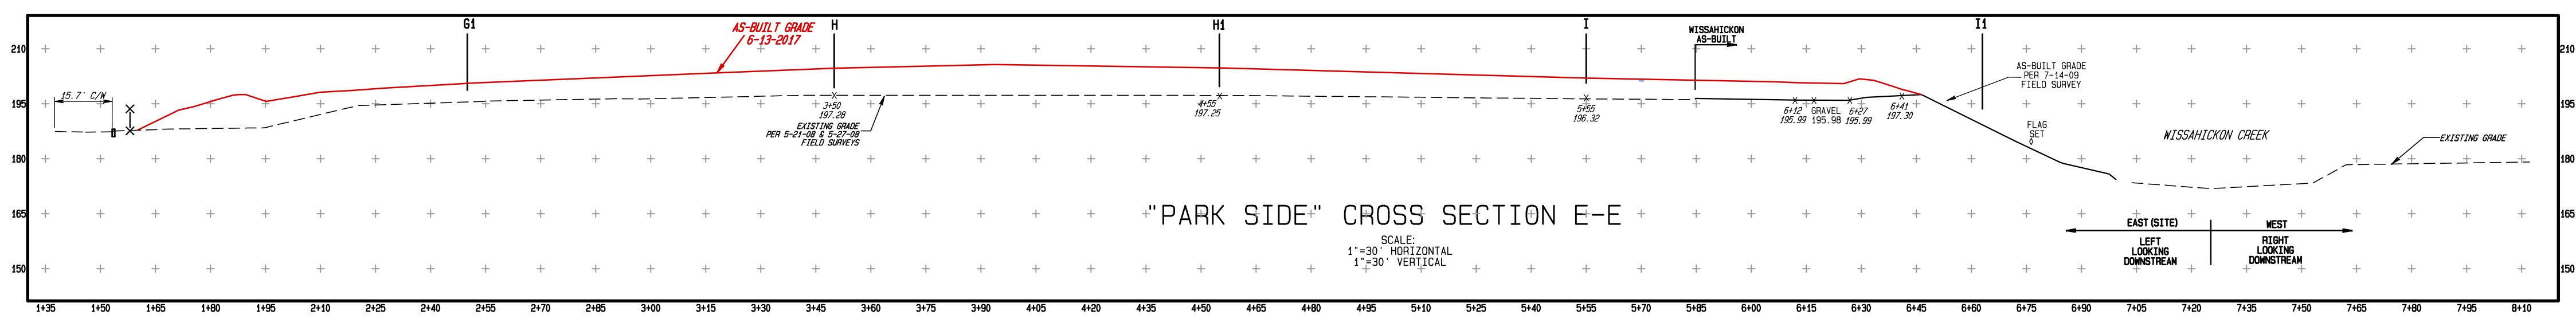 G1
H
H1
I
I1
AS-BUILT GRADE
6-13-2017
WISSAHICKON
AS-BUILT
210
210
AS-BUILT GRADE
PER 7-14-09
FIELD SURVEY
15.7' C/W
195
195
3+50
197.28
4+55
197.25
5+55
196.32
6+12
195.99
GRAVEL
195.98
6+27
195.99
6+41
197.30
EXISTING GRADE
PER 5-21-08 & 5-27-08
FIELD SURVEYS
FLAG
SET
WISSAHICKON CREEK
EXISTING GRADE
180
180
165
165
"PARK SIDE" CROSS SECTION E-E
SCALE:
1"=30' HORIZONTAL
1"=30' VERTICAL
EAST (SITE)
WEST
LEFT
LOOKING
DOWNSTREAM
RIGHT
LOOKING
DOWNSTREAM
150
150
1+35 1+50 1+65 1+80 1+95 2+10 2+25 2+40 2+55 2+70 2+85 3+00 3+15 3+30 3+45 3+60 3+75 3+90 4+05 4+20 4+35 4+50 4+65 4+80 4+95 5+10 5+25 5+40 5+55 5+70 5+85 6+00 6+15 6+30 6+45 6+60 6+75 6+90 7+05 7+20 7+35 7+50 7+65 7+80 7+95 8+10